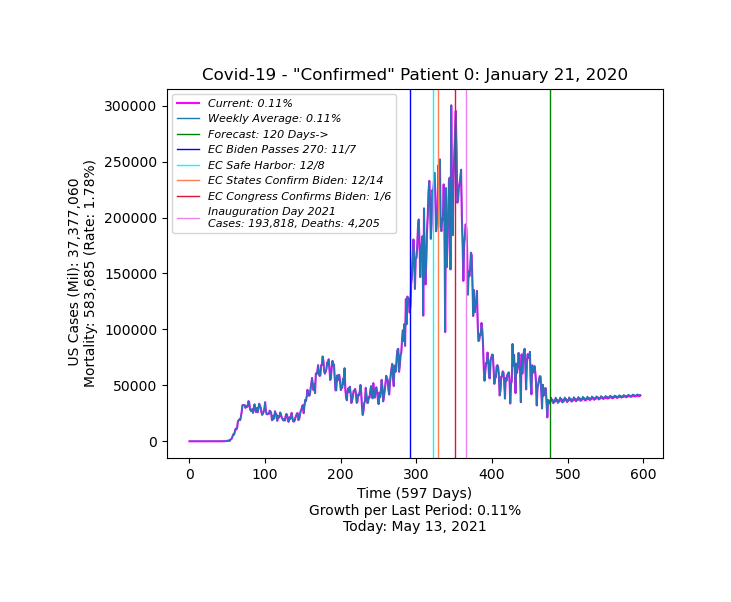 Covid-19 - "Confirmed" Patient 0: January 21, 2020
US Cases (Mil): 37,377,060
Mortality: 583,685 (Rate: 1.78%)
300000
250000
200000
150000
100000
50000
0
Current: 0.11%
Weekly Average: 0.11%
Forecast: 120 Days->
EC Biden Passes 270: 11/7
EC Safe Harbor: 12/8
EC States Confirm Biden: 12/14
EC Congress Confirms Biden: 1/6
Inauguration Day 2021
Cases: 193,818, Deaths: 4,205
0 100 200 300 400 500 600
Time (597 Days)
Growth per Last Period: 0.11%
Today: May 13, 2021